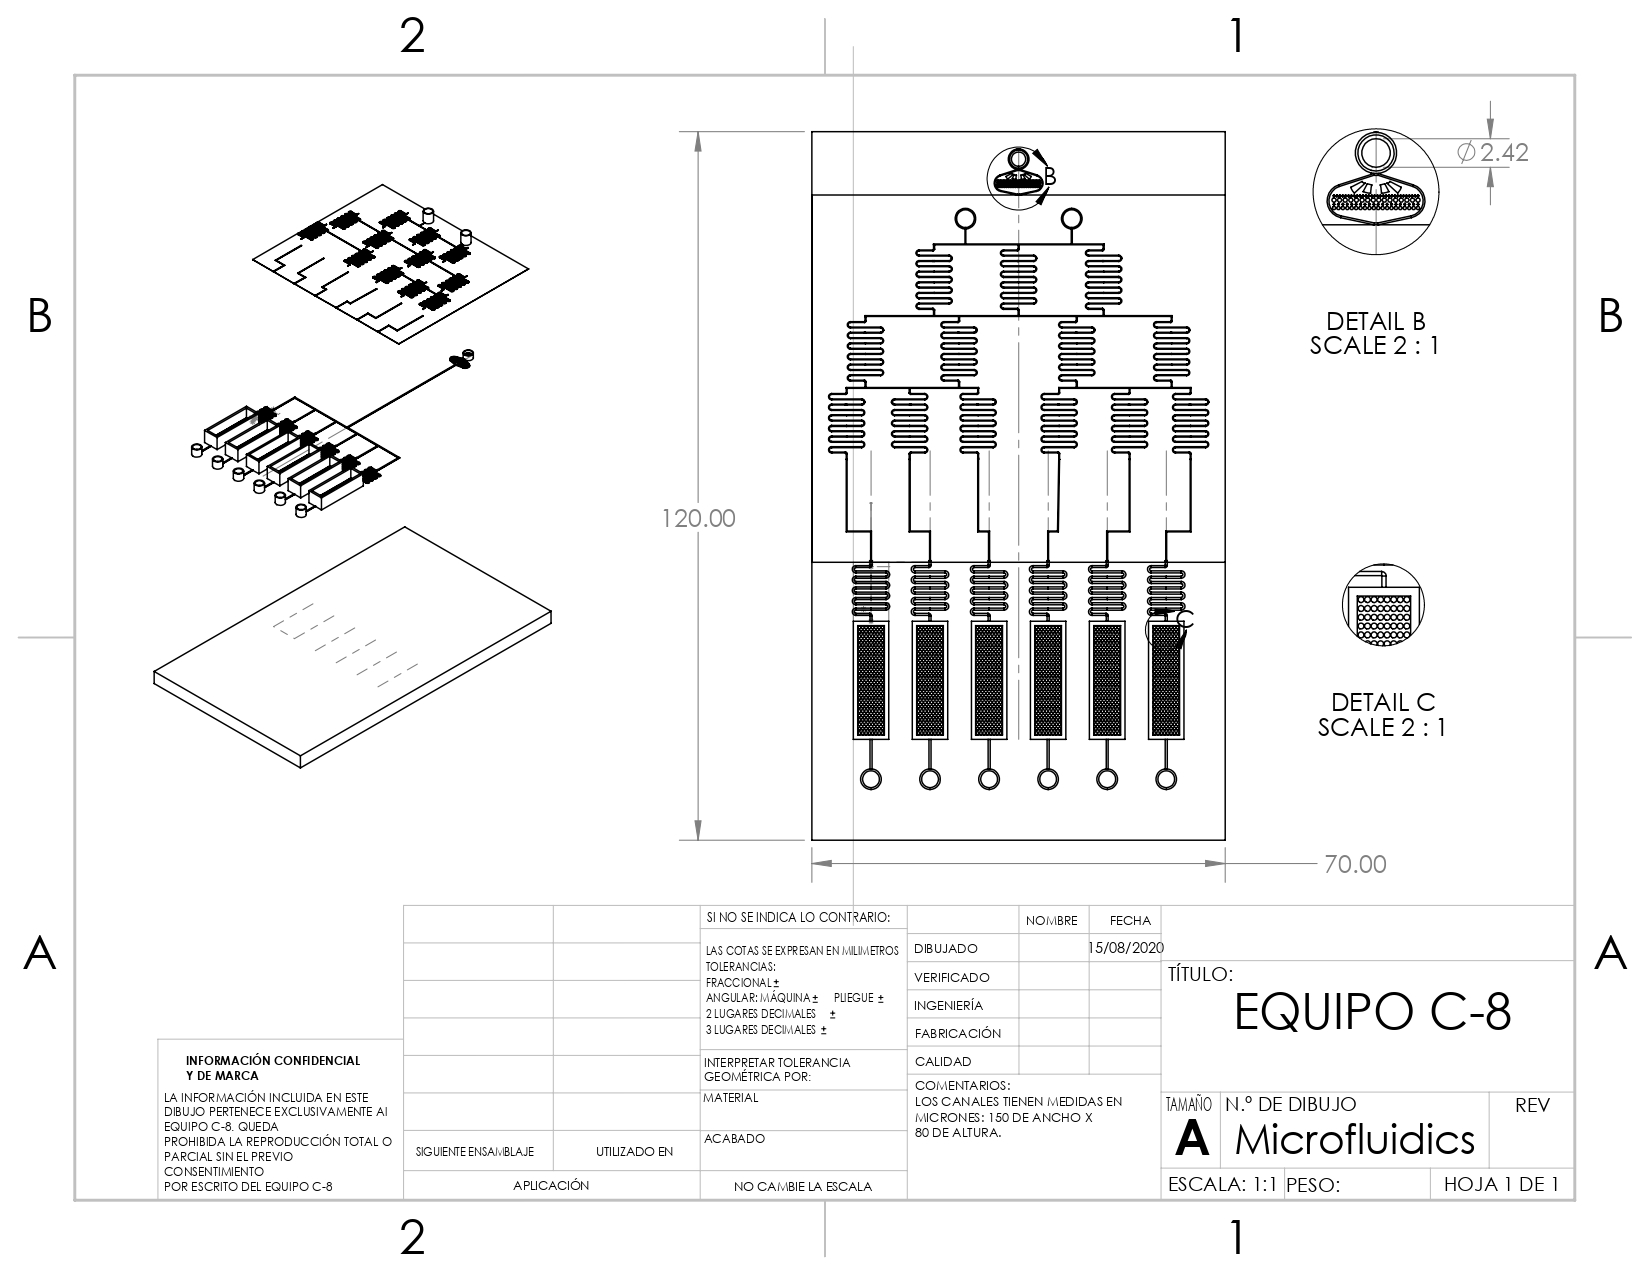 2
1
B
B
B
Ø2.42
DETAIL B
SCALE 2 : 1
120.00
C
DETAIL C
SCALE 2 : 1
70.00
A
A
SI NO SE INDICA LO CONTRARIO:
LAS COTAS SE EXPRESAN EN MILIMETROS
TOLERANCIAS:
FRACCIONAL ±
ANGULAR: MÁQUINA ± PLIEGUE ±
2 LUGARES DECIMALES ±
3 LUGARES DECIMALES ±
INTERPRETAR TOLERANCIA
GEOMÉTRICA POR:
MATERIAL
ACABADO
NO CAMBIE LA ESCALA
NOMBRE FECHA
DIBUJADO 15/08/2020
VERIFICADO
INGENIERÍA
FABRICACIÓN
CALIDAD
COMENTARIOS:
LOS CANALES TIENEN MEDIDAS EN
MICRONES: 150 DE ANCHO X
80 DE ALTURA.
TÍTULO:
EQUIPO C-8
TAMAÑO N.º DE DIBUJO REV
A Microfluidics
ESCALA: 1:1 PESO: HOJA 1 DE 1
INFORMACIÓN CONFIDENCIAL
Y DE MARCA
LA INFORMACIÓN INCLUIDA EN ESTE
DIBUJO PERTENECE EXCLUSIVAMENTE Al
EQUIPO C-8. QUEDA
PROHIBIDA LA REPRODUCCIÓN TOTAL O
PARCIAL SIN EL PREVIO
CONSENTIMIENTO
POR ESCRITO DEL EQUIPO C-8
SIGUIENTE ENSAMBLAJE UTILIZADO EN
APLICACIÓN
2
1